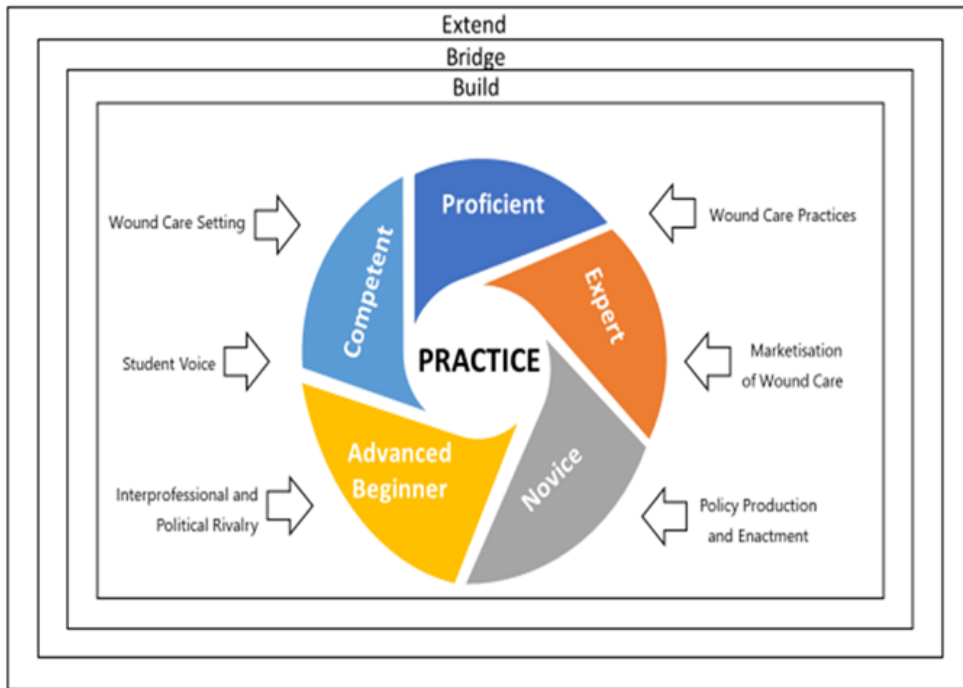 Extend
Bridge
Build
Wound Care Setting
Student Voice
Interprofessional and
Political Rivalry
Competent
Proficient
Expert
PRACTICE
Advanced
Beginner
Novice
Wound Care Practices
Marketisation
of Wound Care
Policy Production
and Enactment